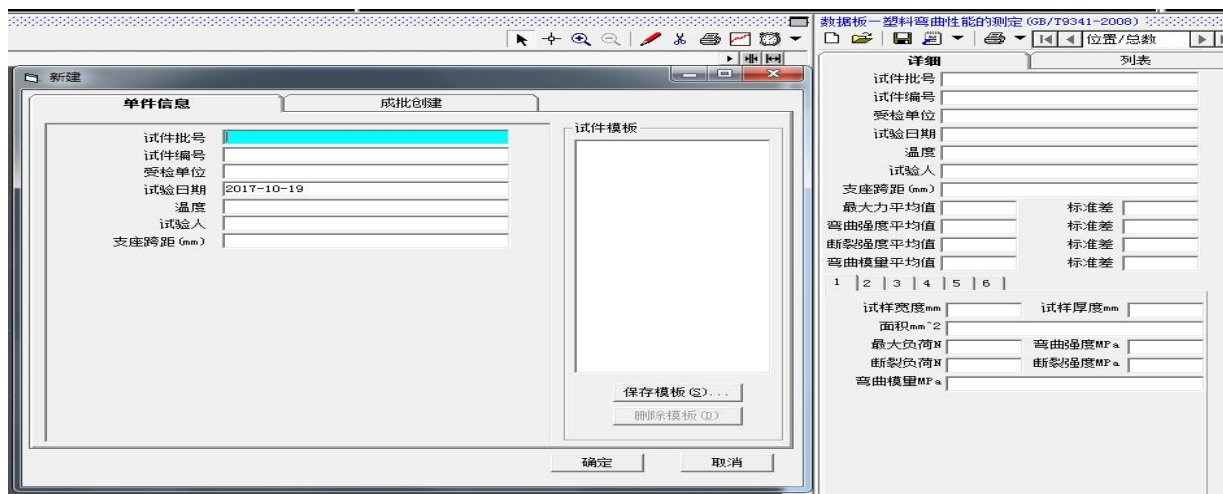 新建
单件信息 成批创建
试件批号
试件编号
受检单位
试验日期 2017-10-19
温度
试验人
支座跨距(mm)
试件模板
保存模板(S)...
删除模板(D)
确定 取消
数据板-塑料弯曲性能的测定(GB/T9341-2008)
位置/总数
详细 列表
试件批号
试件编号
受检单位
试验日期
温度
试验人
支座跨距(mm)
最大力平均值 标准差
弯曲强度平均值 标准差
断裂强度平均值 标准差
弯曲模量平均值 标准差
1 2 3 4 5 6
试样宽度mm 试样厚度mm
面积mm^2
最大负荷N 弯曲强度MPa
断裂负荷N 断裂强度MPa
弯曲模量MPa